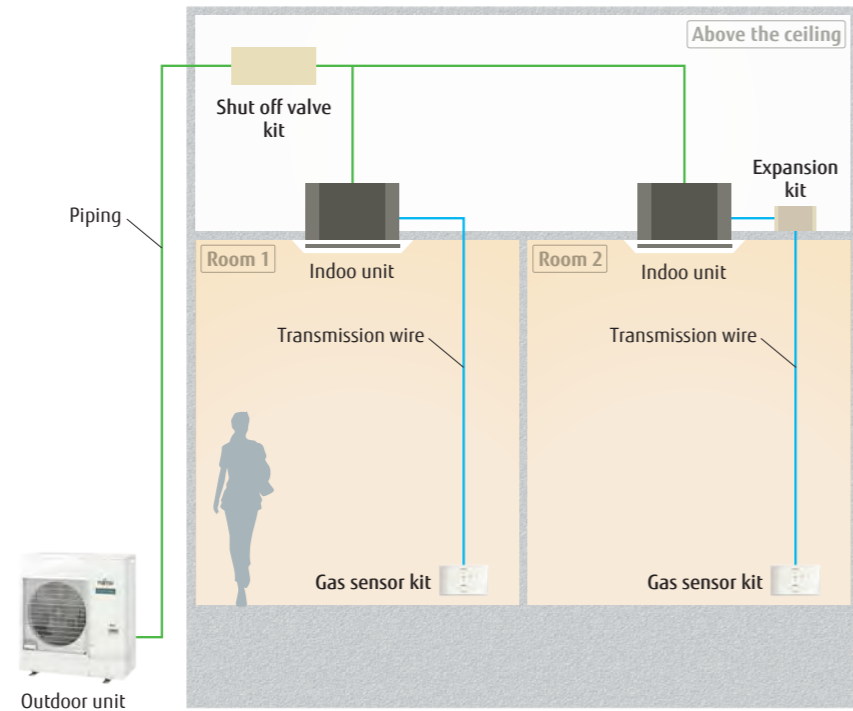 Above the ceiling
Shut off valve
kit
Expansion
kit
Piping
Room 1
Indoo unit
Room 2
Indoo unit
Transmission wire
Transmission wire
Gas sensor kit
Gas sensor kit
Outdoor unit